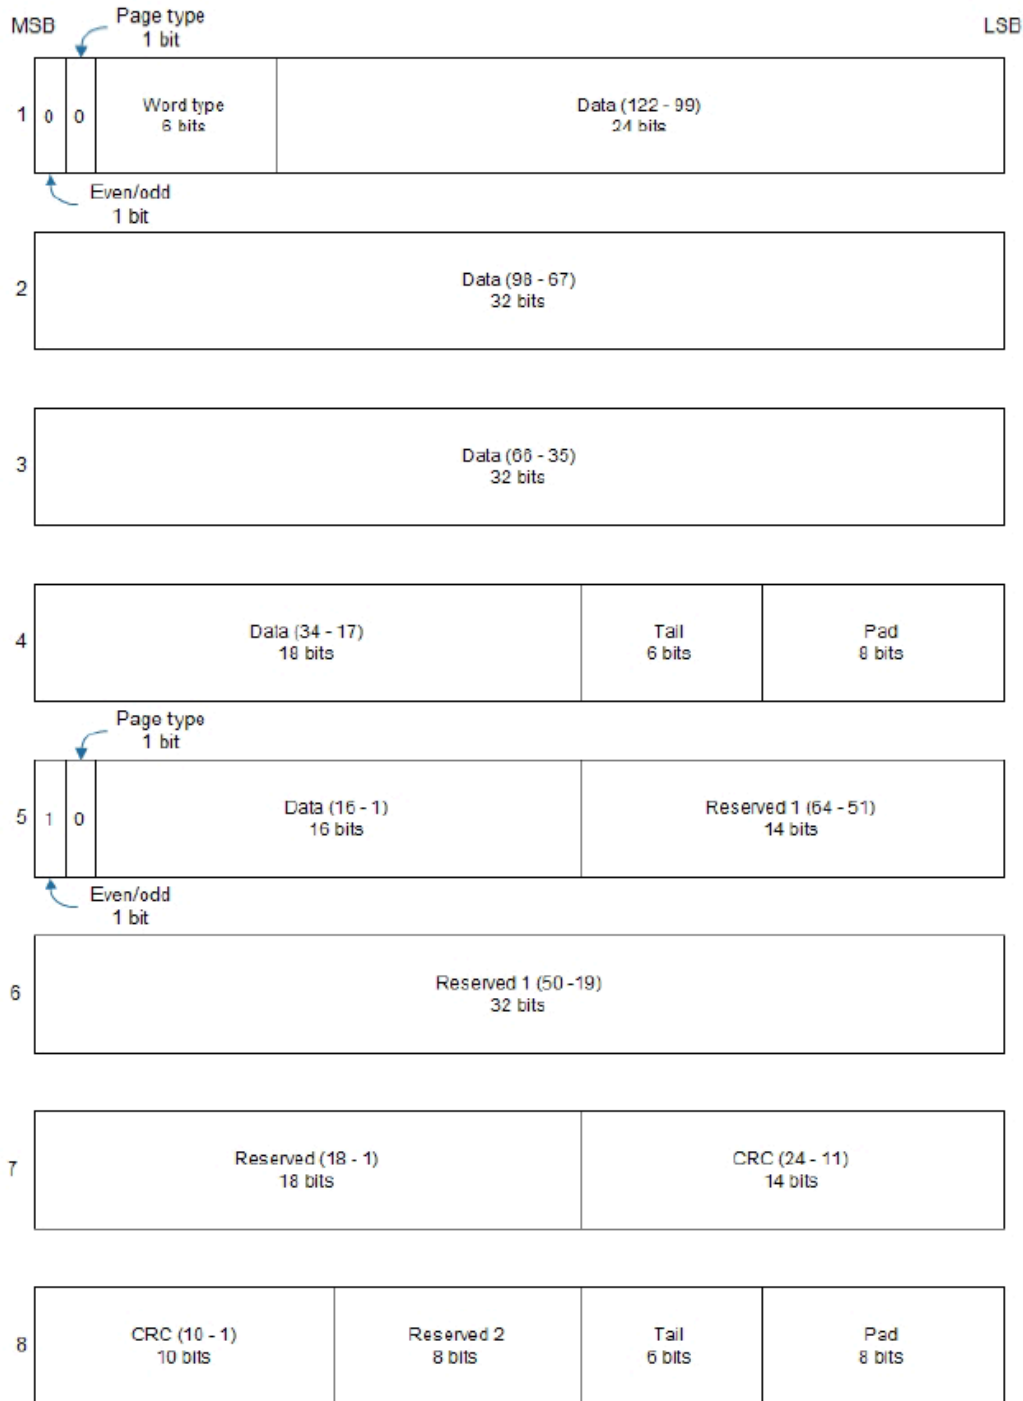 MSB
Page type
1 bit
LSB
1
0
0
Word type
6 bits
Data (122 - 99)
24 bits
Even/odd
1 bit
2
Data (98 - 67)
32 bits
3
Data (66 - 35)
32 bits
4
Data (34 - 17)
18 bits
Tail
6 bits
Pad
8 bits
Page type
1 bit
5
1
0
Data (16 - 1)
16 bits
Reserved 1 (64 - 51)
14 bits
Even/odd
1 bit
6
Reserved 1 (50 -19)
32 bits
7
Reserved (18 - 1)
18 bits
CRC (24 - 11)
14 bits
8
CRC (10 - 1)
10 bits
Reserved 2
8 bits
Tail
6 bits
Pad
8 bits